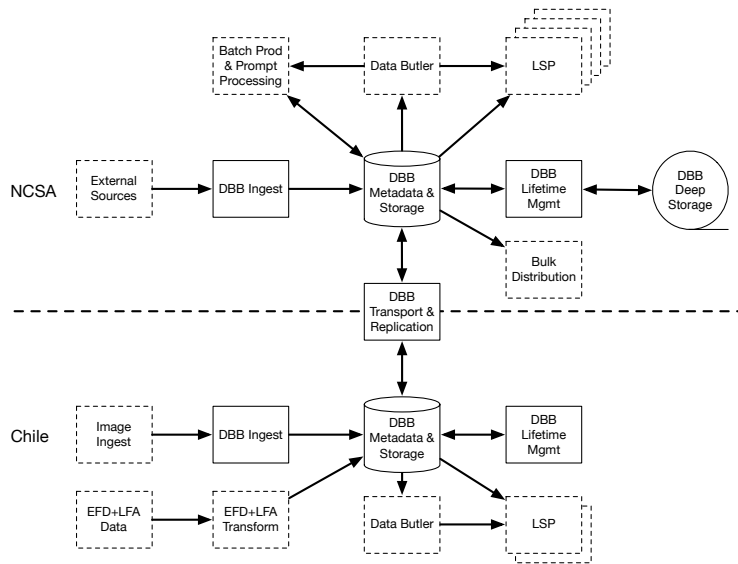 Batch Prod
& Prompt
Processing
Data Butler
LSP
NCSA
External
Sources
DBB Ingest
DBB
Metadata &
Storage
DBB
Lifetime
Mgmt
DBB
Deep
Storage
Bulk
Distribution
DBB
Transport &
Replication
Chile
Image
Ingest
DBB Ingest
DBB
Metadata &
Storage
DBB
Lifetime
Mgmt
EFD+LFA
Data
EFD+LFA
Transform
Data Butler
LSP